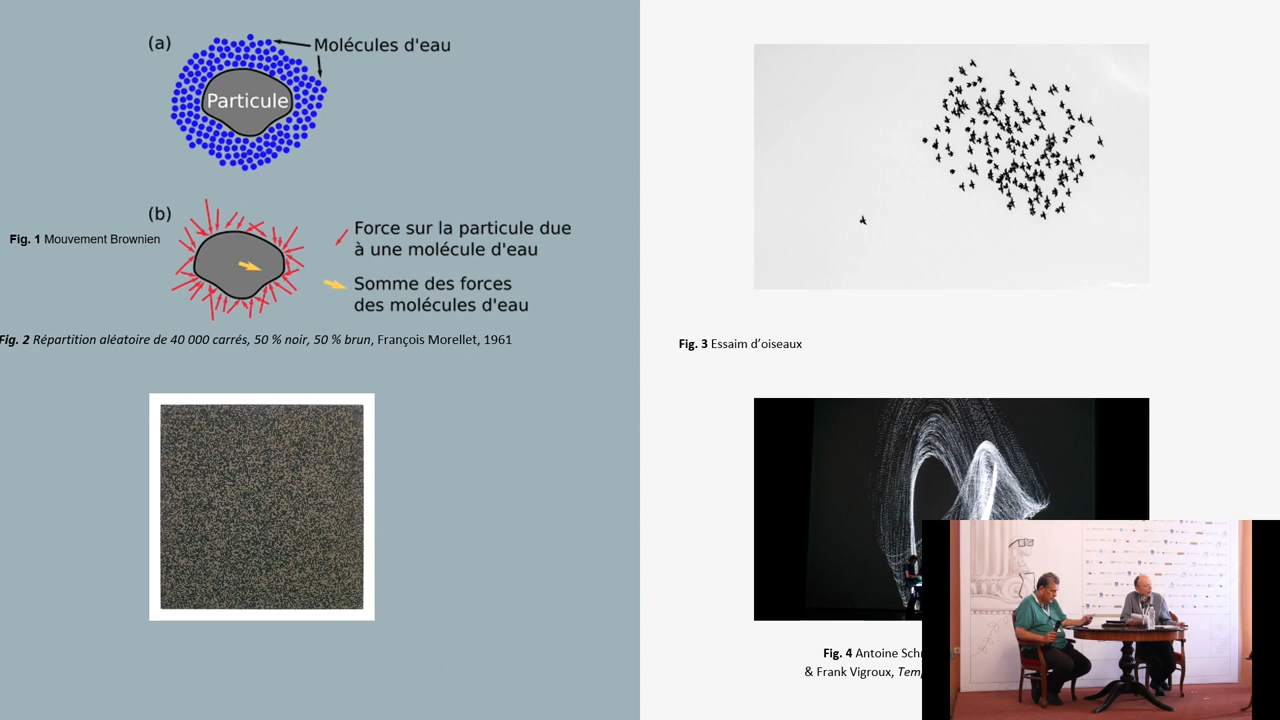 (a)
Molécules d'eau
Particule
(b)
Fig. 1 Mouvement Brownien
Force sur la particule due
à une molécule d'eau
Somme des forces
des molécules d'eau
Fig. 2 Répartition aléatoire de 40 000 carrés, 50 % noir, 50 % brun, François Morellet, 1961
Fig. 3 Essaim d’oiseaux
Fig. 4 Antoine
& Frank Vigroux,